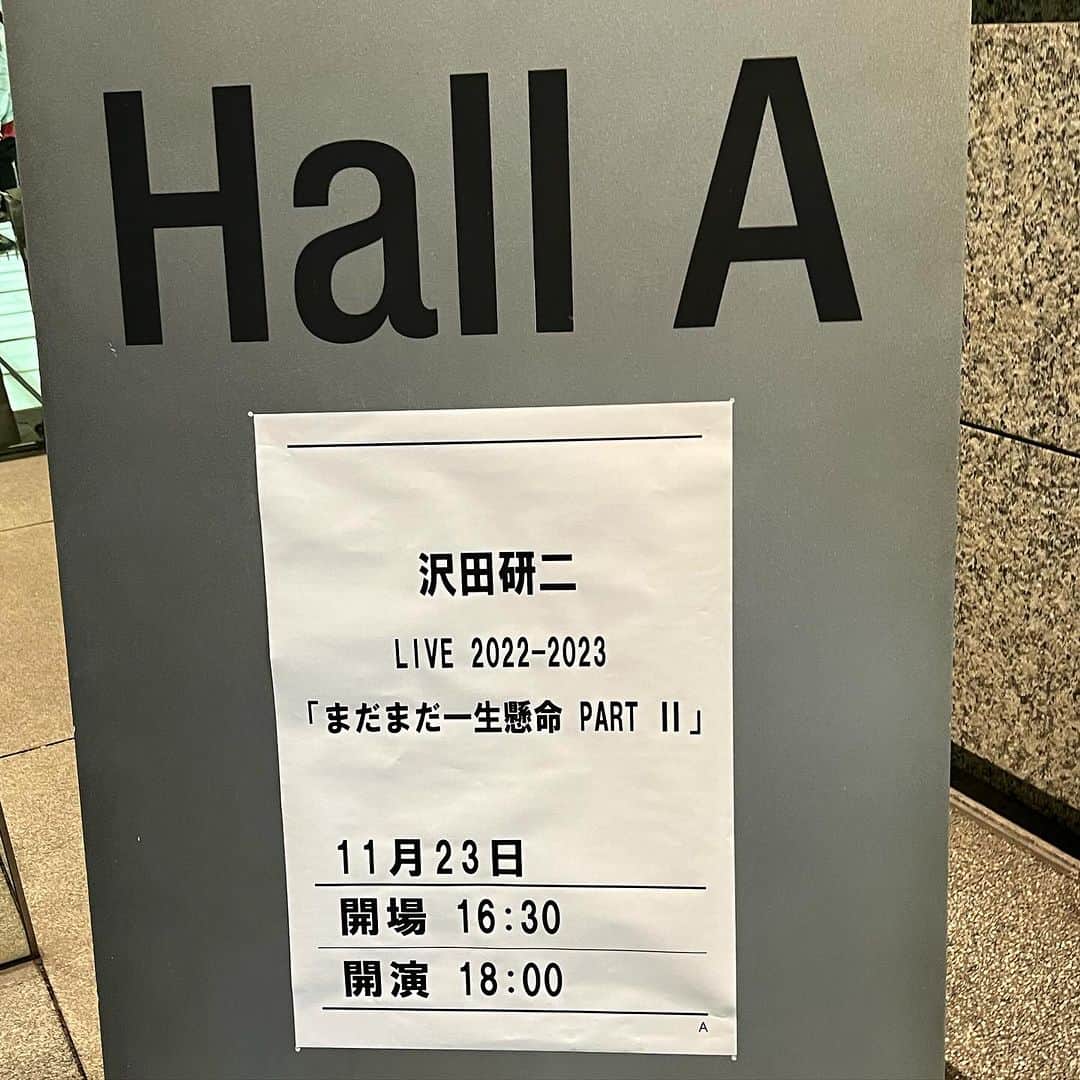 Hall A
沢田研二
LIVE 2022-2023
「まだまだ一生懸命 PART Ⅱ」
11月23日
開場 16:30
開演 18:00
A